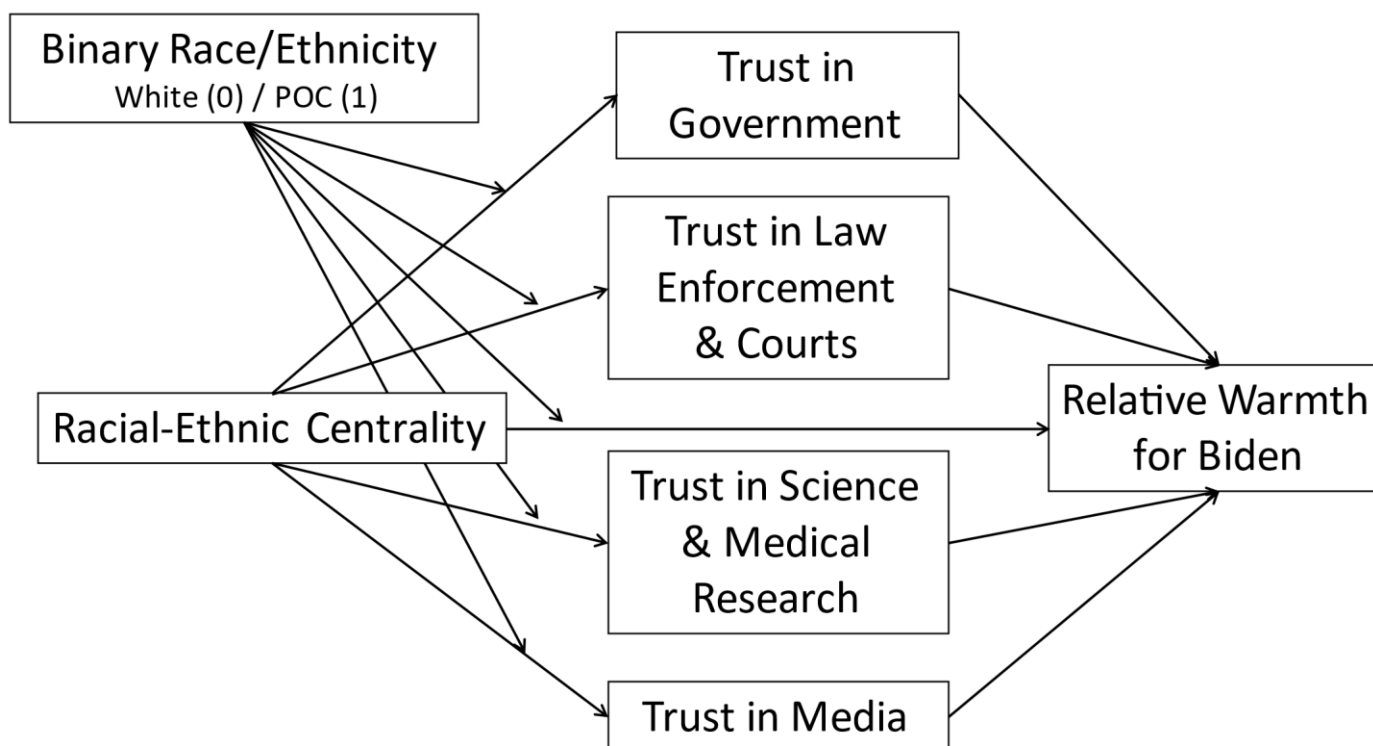 Binary Race/Ethnicity
White (0) / POC (1)
Trust in
Government
Trust in Law
Enforcement
& Courts
Racial-Ethnic Centrality
Relative Warmth
for Biden
Trust in Science
& Medical
Research
Trust in Media